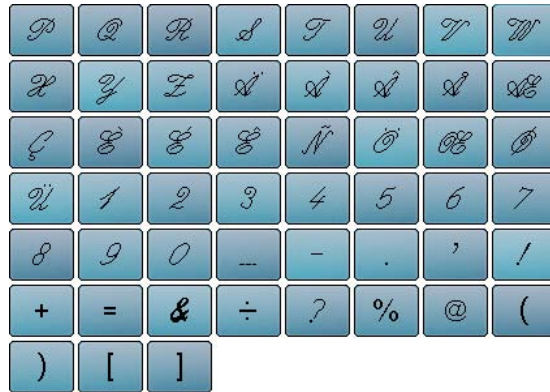 P Q R S T U V W
X Y Z Ä À Â Å Æ
Ç È É Ê Ñ Ö Œ Ø
Ü 1 2 3 4 5 6 7
8 9 0 _ - . ' !
+ = & ÷ ? % @ (
) [ ]